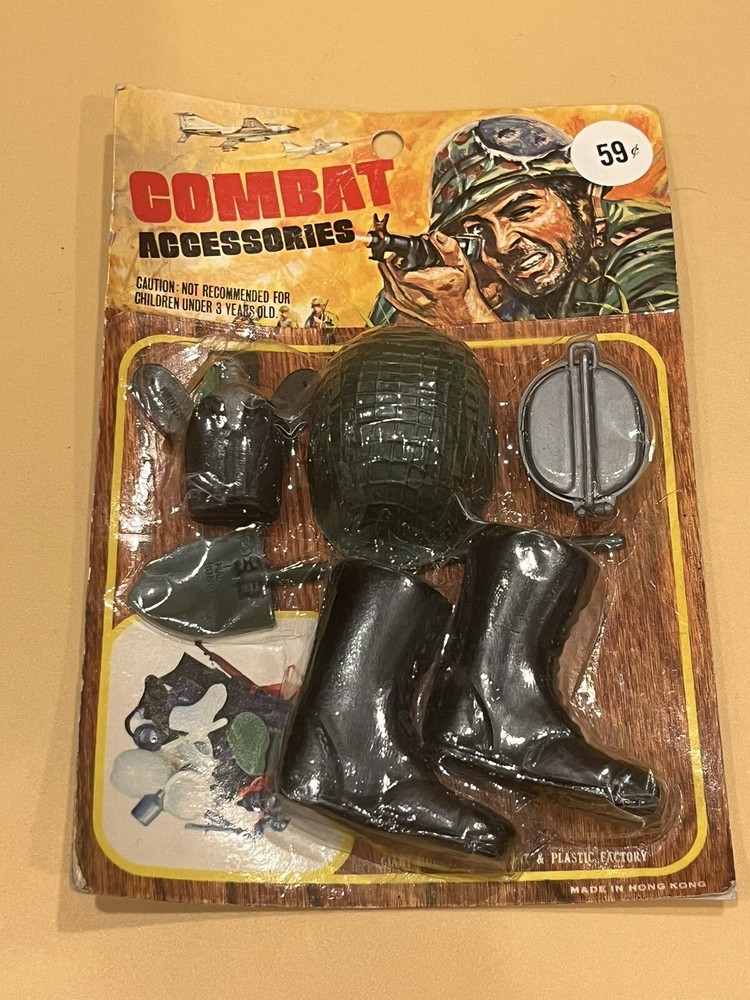 59¢
COMBAT
ACCESSORIES
CAUTION: NOT RECOMMENDED FOR
CHILDREN UNDER 3 YEARS OLD.
& PLASTIC FACTORY
MADE IN HONG KONG